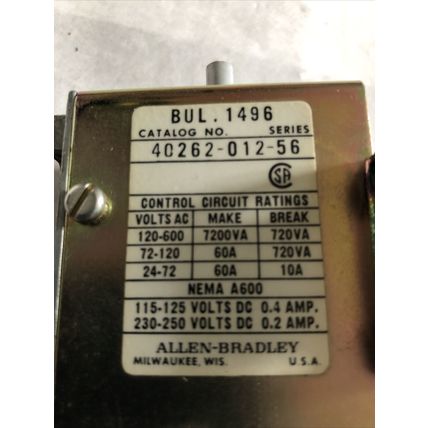 BUL. 1496
CATALOG NO. SERIES
40262-012-56
SA
CONTROL CIRCUIT RATINGS
VOLTS AC MAKE BREAK
120-600 7200VA 720VA
72-120 60A 720VA
24-72 60A 10A
NEMA A600
115-125 VOLTS DC 0.4 AMP.
230-250 VOLTS DC 0.2 AMP.
ALLEN-BRADLEY
MILWAUKEE, WIS. U.S.A.